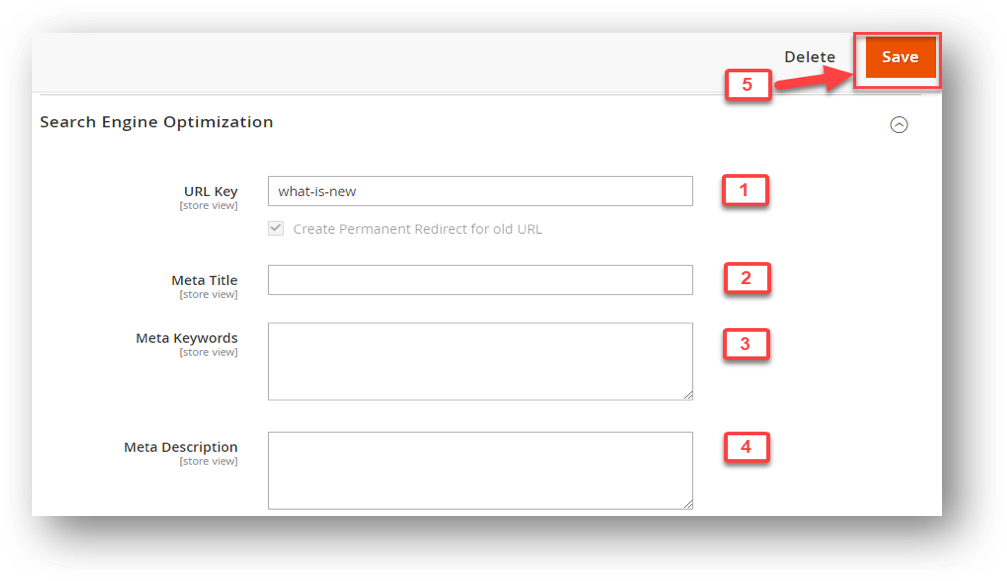 Delete
Save
5
Search Engine Optimization
URL Key
[store view]
what-is-new
1
Create Permanent Redirect for old URL
Meta Title
[store view]
2
Meta Keywords
[store view]
3
Meta Description
[store view]
4